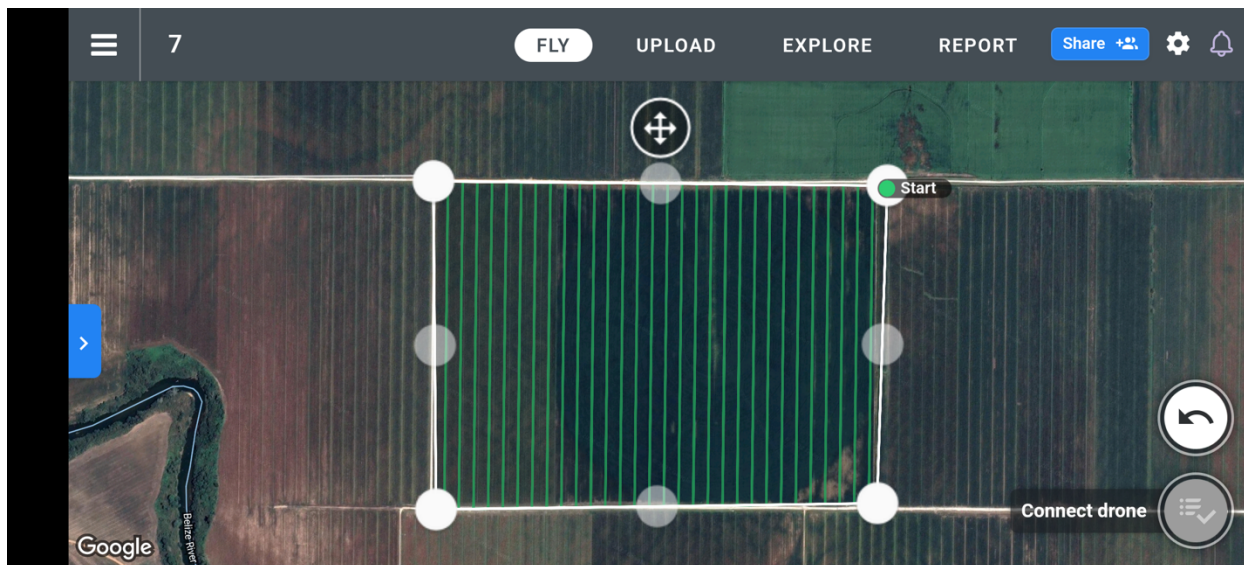 7
FLY
UPLOAD
EXPLORE
REPORT
Share
Start
Connect drone
Belize River
Google